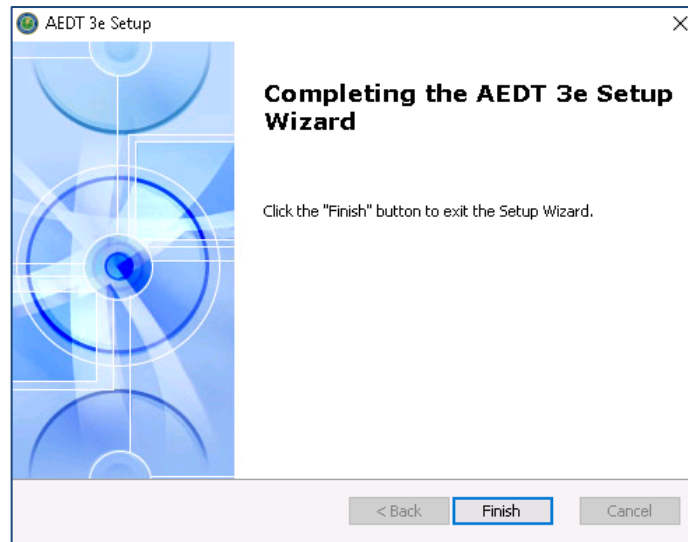 AEDT 3e Setup
Completing the AEDT 3e Setup
Wizard
Click the "Finish" button to exit the Setup Wizard.
< Back
Finish
Cancel